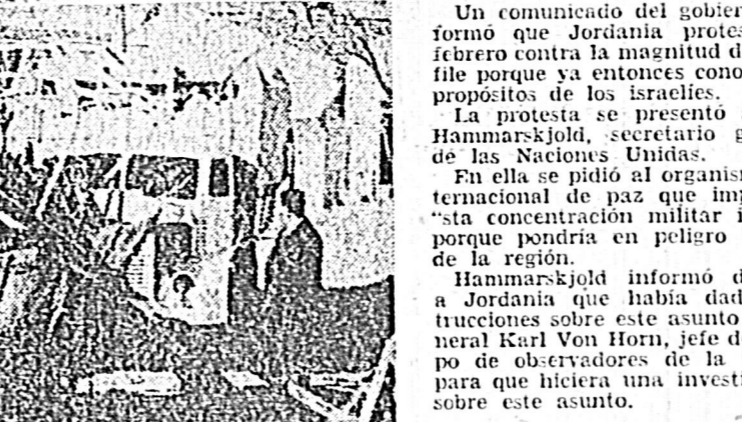 Un comunicado del gobier
formó que Jordania protes
febrero contra la magnitud d
file porque ya entonces cono
propósitos de los israelíes.
La protesta se presentó
Hammarskjold, secretario g
de las Naciones Unidas.
En ella se pidió al organis
ternacional de paz que im
"sta concentración militar i
porque pondría en peligro
de la región.
Hammarskjold informó d
a Jordania que había dad
trucciones sobre este asunto
neral Karl Von Horn, jefe d
po de observadores de la
para que hiciera una investi
sobre este asunto.